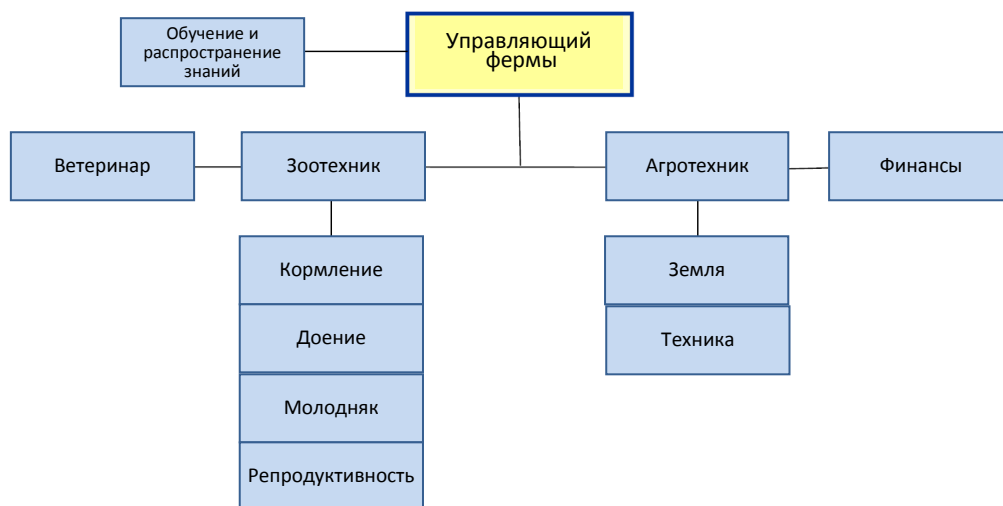 Обучение и
распространение
знаний
Управляющий
фермы
Ветеринар
Зоотехник
Агротехник
Финансы
Кормление
Доение
Молодняк
Репродуктивность
Земля
Техника